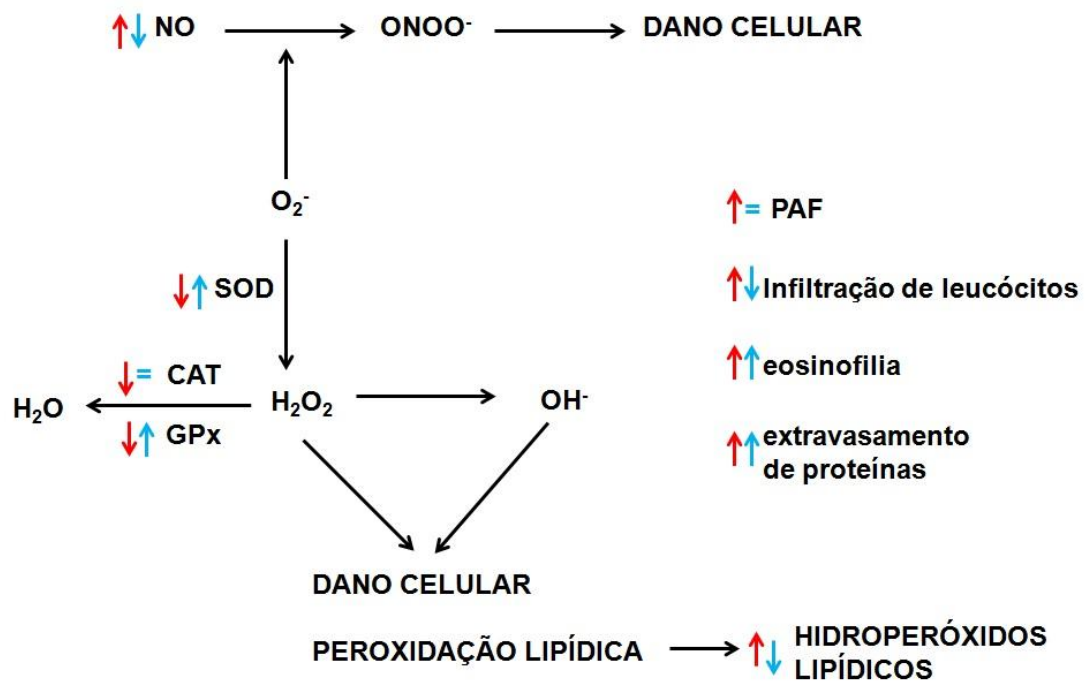 NO ONOO⁻ DANO CELULAR
O₂⁻
= PAF
SOD
Infiltração de leucócitos
= CAT
eosinofilia
H₂O H₂O₂ OH⁻
GPx
extravasamento
de proteínas
DANO CELULAR
PEROXIDAÇÃO LIPÍDICA
HIDROPERÓXIDOS
LIPÍDICOS